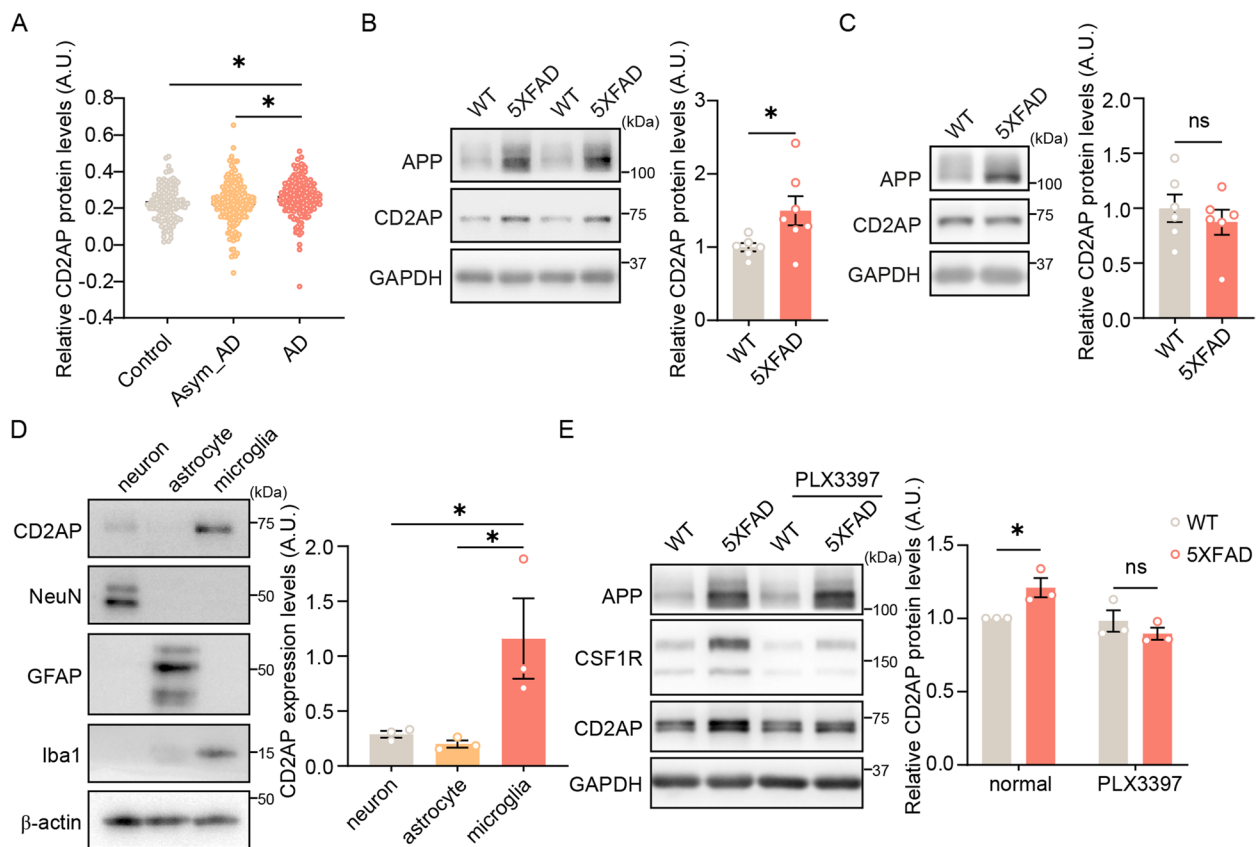 A
Relative CD2AP protein levels (A.U.)
0.8
0.6
0.4
0.2
0.0
-0.2
-0.4
*
*
Control
Asym_AD
AD
B
WT
5XFAD
WT
5XFAD
(kDa)
APP
100
CD2AP
75
GAPDH
37
Relative CD2AP protein levels (A.U.)
3
2
1
0
*
WT
5XFAD
C
WT
5XFAD
(kDa)
APP
100
CD2AP
75
GAPDH
37
Relative CD2AP protein levels (A.U.)
2.0
1.5
1.0
0.5
0.0
ns
WT
5XFAD
D
neuron
astrocyte
microglia
(kDa)
CD2AP
75
NeuN
50
GFAP
50
Iba1
15
β-actin
50
CD2AP expression levels (A.U.)
2.0
1.5
1.0
0.5
0.0
*
*
neuron
astrocyte
microglia
E
PLX3397
WT
5XFAD
WT
5XFAD
(kDa)
APP
100
CSF1R
150
CD2AP
75
GAPDH
37
Relative CD2AP protein levels (A.U.)
1.5
1.0
0.5
0.0
*
ns
normal
PLX3397
WT
5XFAD